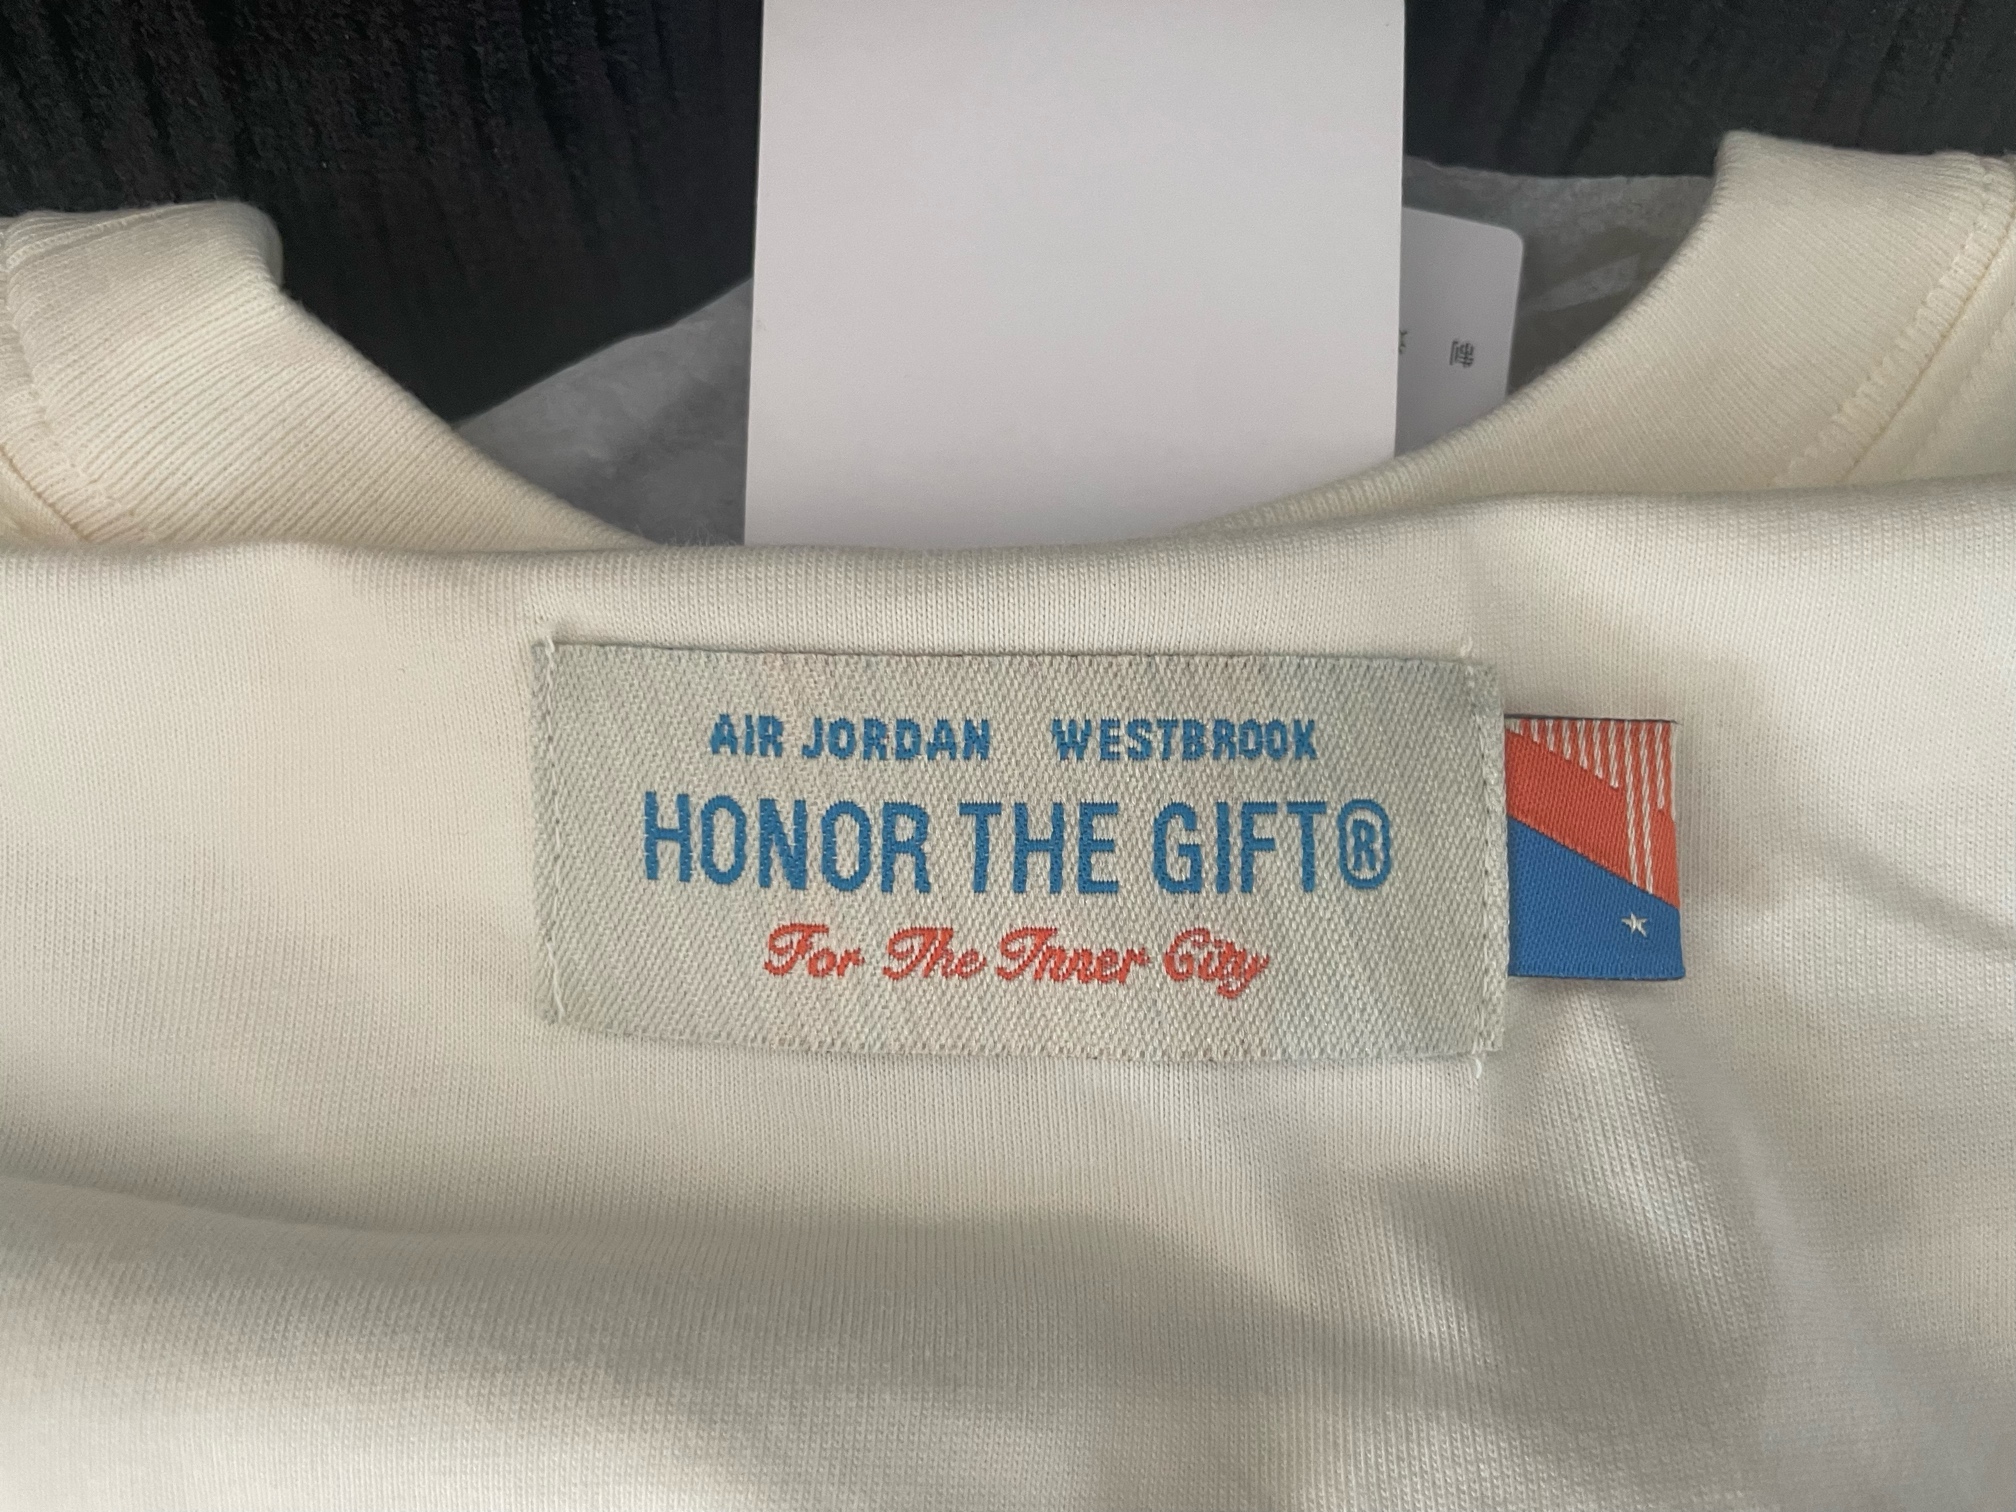 AIR JORDAN WESTBROOK
HONOR THE GIFT®
For The Inner City